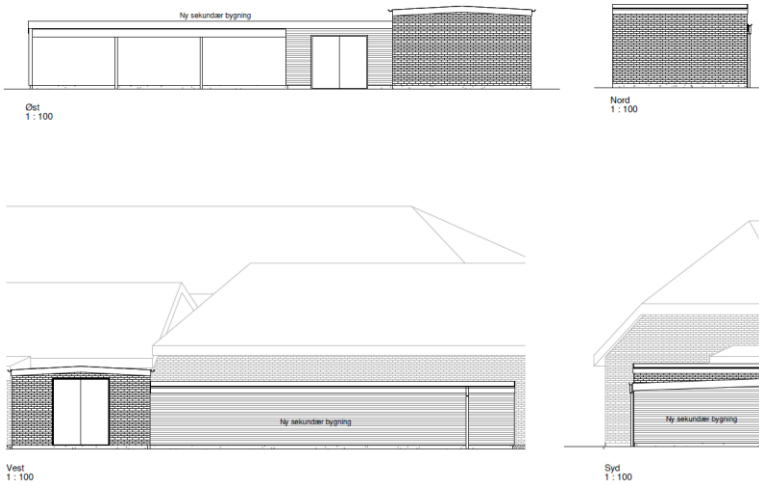 Ny sekundær bygning
Øst
1 : 100
Nord
1 : 100
Ny sekundær bygning
Vest
1 : 100
Ny sekundær bygning
Syd
1 : 100